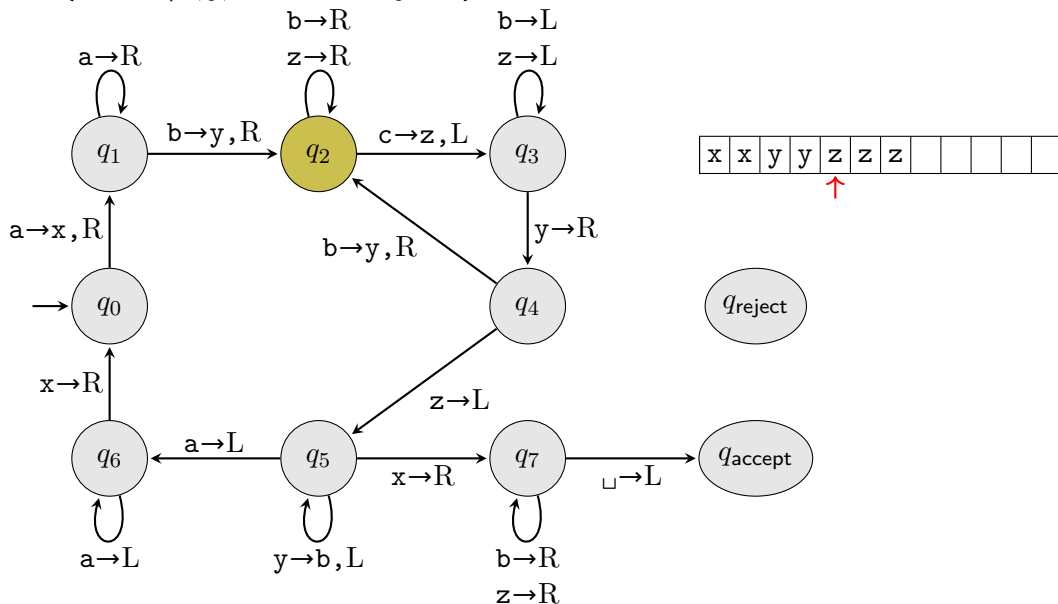 b→R
b→L
a→R
z→R
z→L
q1
b→y,R
q2
c→z,L
q3
x x y y z z z
↑
a→x,R
b→y,R
y→R
q0
q4
qreject
x→R
z→L
q6
a→L
q5
x→R
q7
␣→L
qaccept
a→L
y→b,L
b→R
z→R